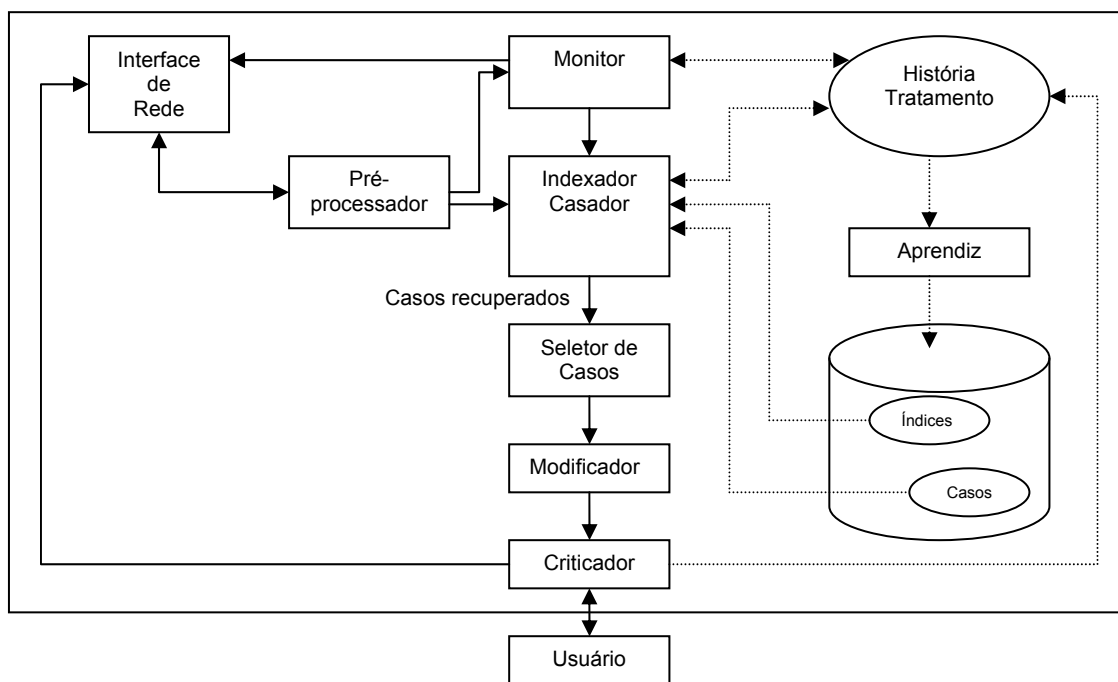 Interface
de
Rede
Monitor
História
Tratamento
Pré-
processador
Indexador
Casador
Aprendiz
Casos recuperados
Seletor de
Casos
Índices
Modificador
Casos
Criticador
Usuário